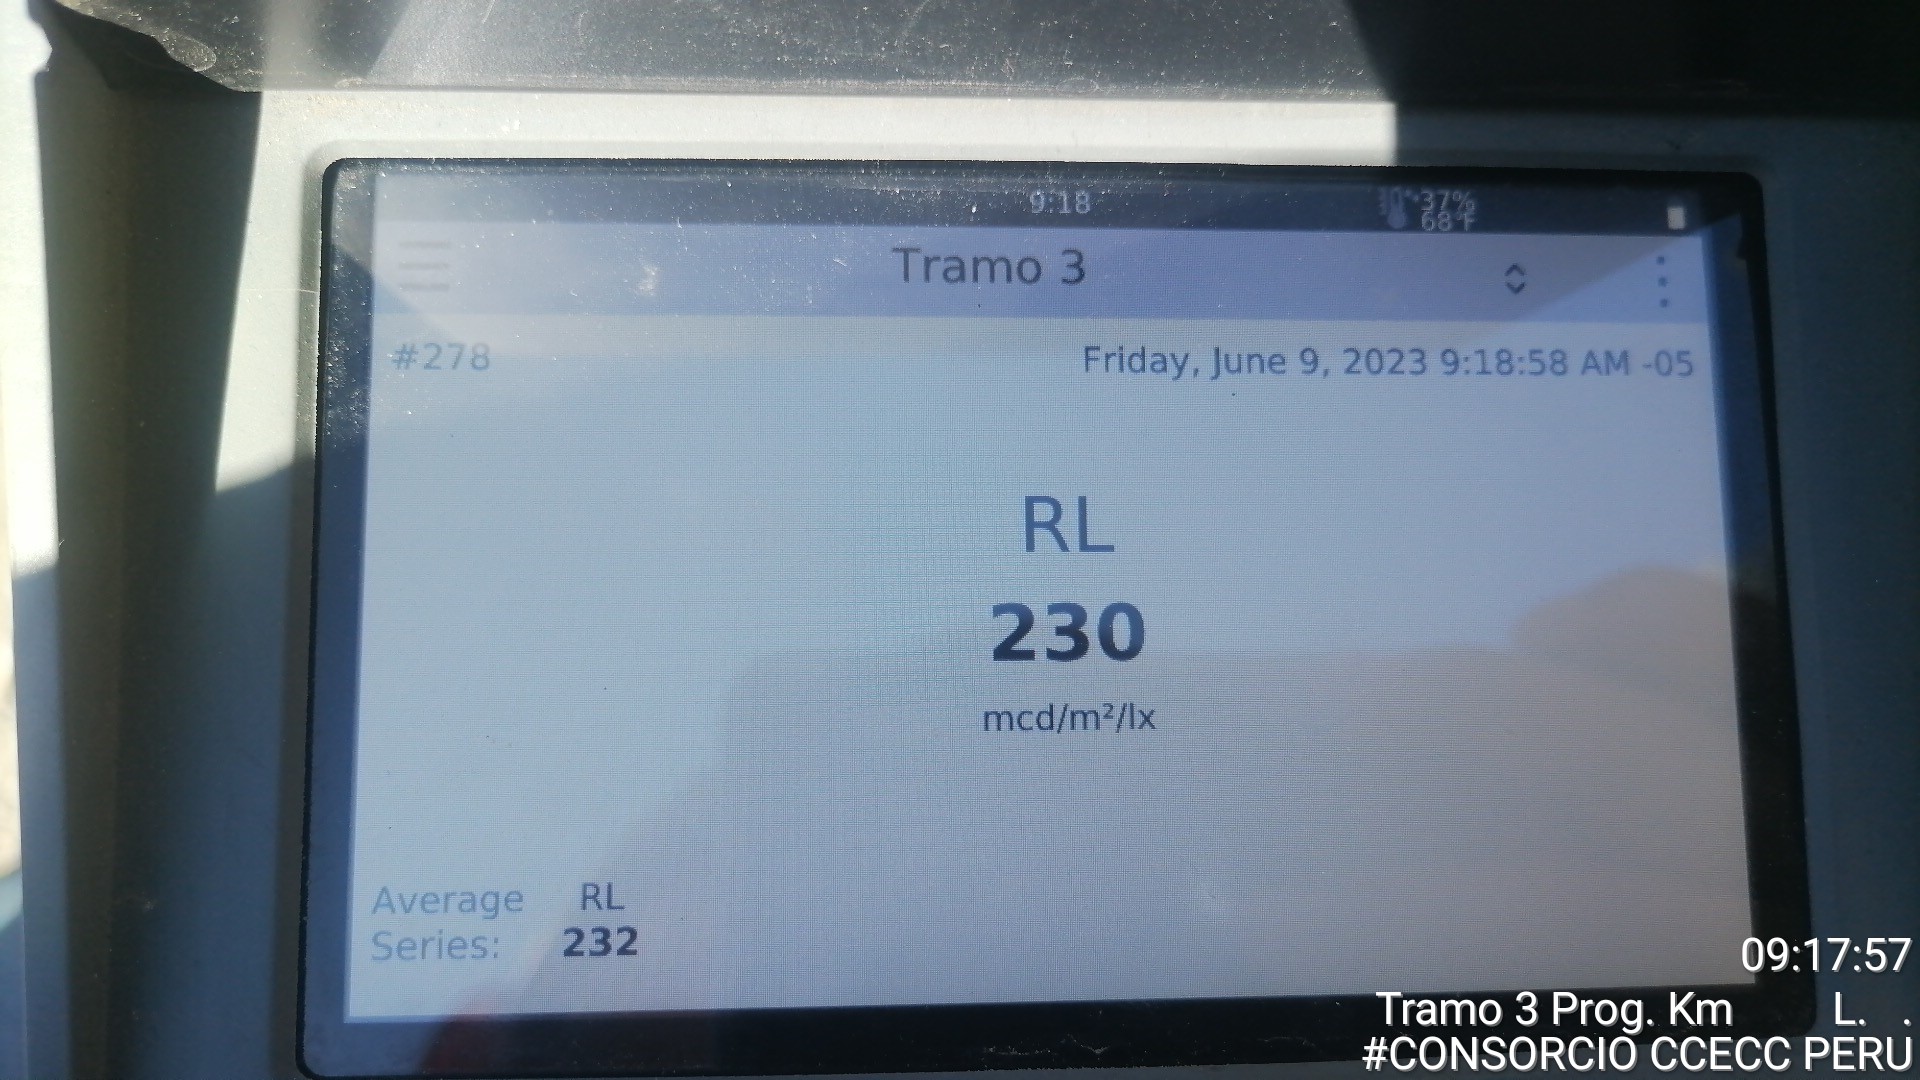 9:18
37%
68°F
Tramo 3
#278
Friday, June 9, 2023 9:18:58 AM -05
RL
230
mcd/m²/lx
Average RL
Series: 232
09:17:57
Tramo 3 Prog. Km L. .
#CONSORCIO CCECC PERU